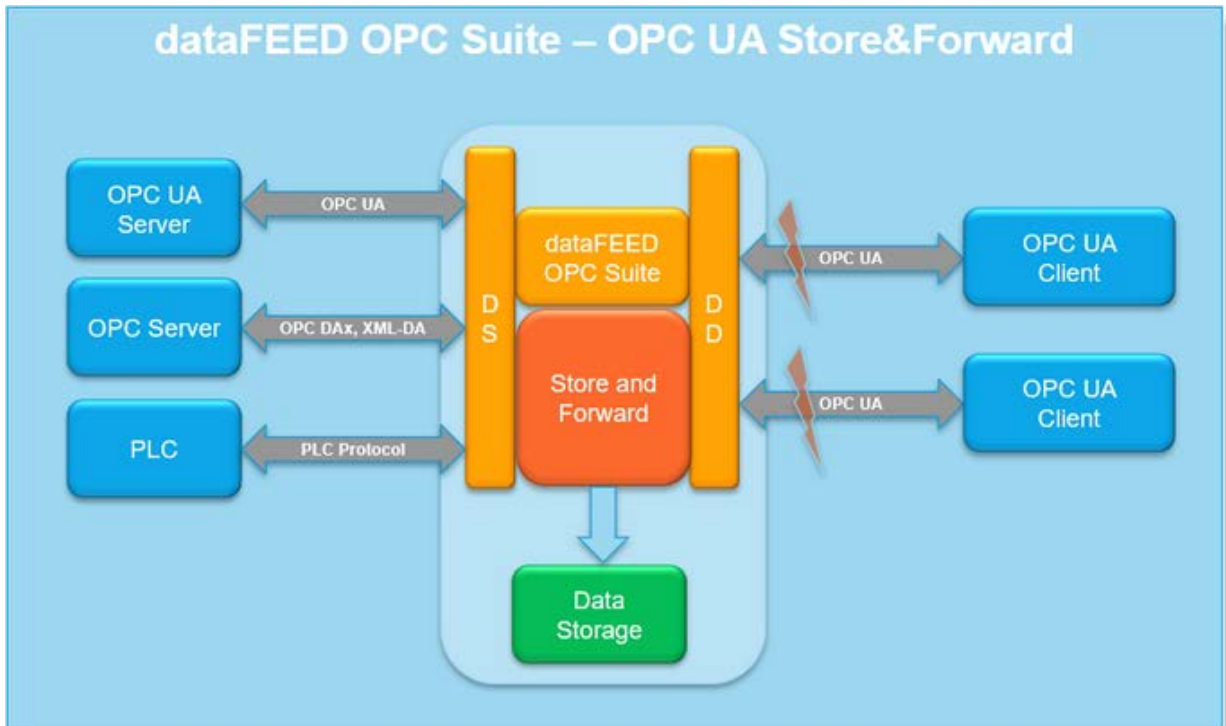 dataFEED OPC Suite – OPC UA Store&Forward
OPC UA
Server
OPC UA
OPC Server
OPC DAx, XML-DA
PLC
PLC Protocol
D
S
dataFEED
OPC Suite
Store and
Forward
D
D
Data
Storage
OPC UA
OPC UA
Client
OPC UA
OPC UA
Client